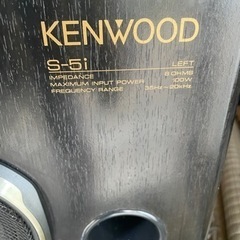 KENWOOD
S-5i
LEFT
IMPEDANCE 6 OHMS
MAXIMUM INPUT POWER 100W
FREQUENCY RANGE 35Hz~20kHz